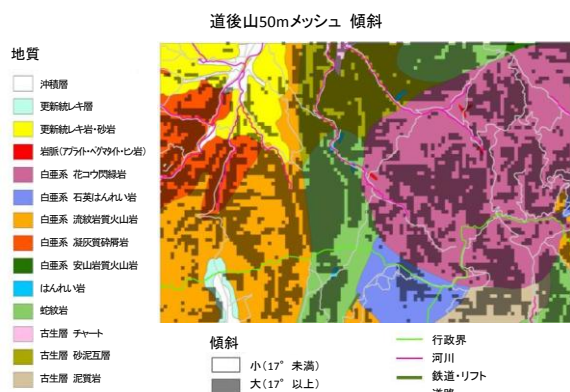 道後山50mメッシュ 傾斜
地質
沖積層
更新統レキ層
更新統レキ岩・砂岩
岩脈(アプライト・ペグマタイト・ヒン岩)
白亜系 花コウ閃緑岩
白亜系 石英はんれい岩
白亜系 流紋岩質火山岩
白亜系 凝灰質砕屑岩
白亜系 安山岩質火山岩
はんれい岩
蛇紋岩
古生層 チャート
古生層 砂泥互層
古生層 泥質岩
傾斜
小(17° 未満)
大(17° 以上)
行政界
河川
鉄道・リフト